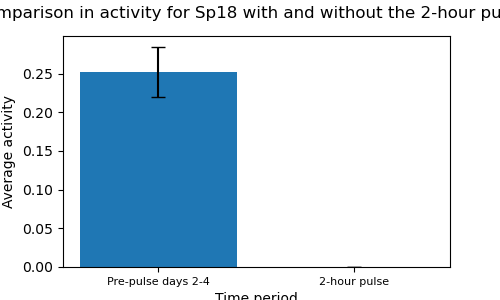 mparison in activity for Sp18 with and without the 2-hour pu
Average activity
0.25
0.20
0.15
0.10
0.05
0.00
Pre-pulse days 2-4
2-hour pulse
Time period